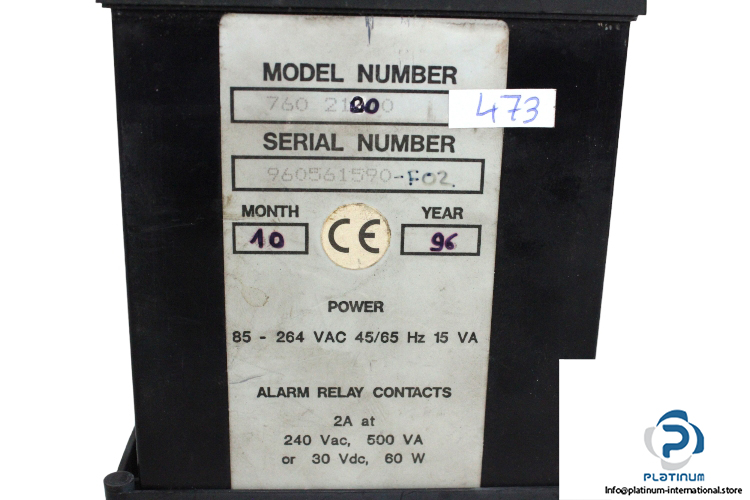 MODEL NUMBER
760 21200
473
SERIAL NUMBER
960561590-F02
MONTH
YEAR
10
CE
96
POWER
85 - 264 VAC 45/65 Hz 15 VA
ALARM RELAY CONTACTS
2A at
240 Vac, 500 VA
or 30 Vdc, 60 W
PLATINUM
Info@platinum-international.store